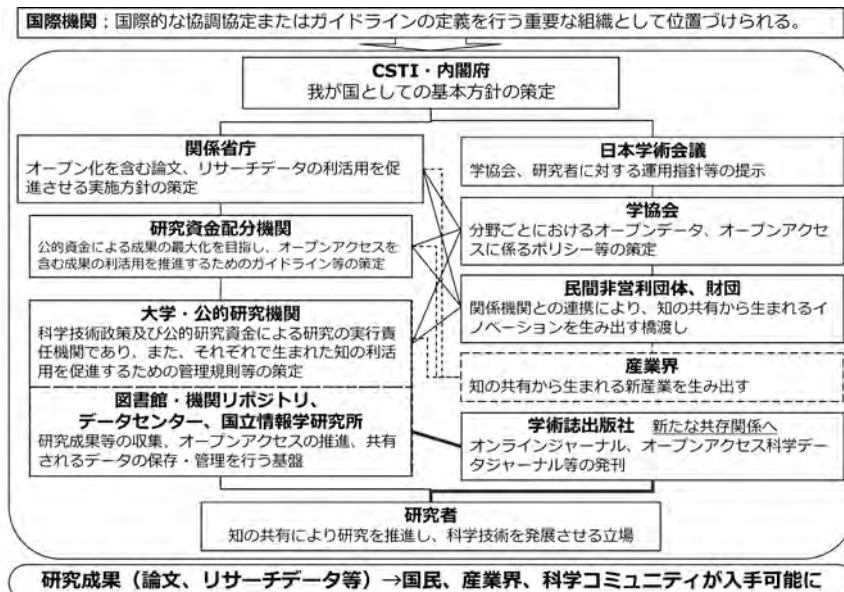 国際機関：国際的な協調協定またはガイドラインの定義を行う重要な組織として位置づけられる。
CSTI・内閣府
我が国としての基本方針の策定
関係省庁
オープン化を含む論文、リサーチデータの利活用を促
進させる実施方針の策定
研究資金配分機関
公的資金による成果の最大化を目指し、オープンアクセスを
含む成果の利活用を推進するためのガイドライン等の策定
大学・公的研究機関
科学技術政策及び公的研究資金による研究の実行責
任機関であり、また、それぞれで生まれた知の利活
用を促進するための管理規則等の策定
図書館・機関リポジトリ、
データセンター、国立情報学研究所
研究成果等の収集、オープンアクセスの推進、共有
されるデータの保存・管理を行う基盤
日本学術会議
学協会、研究者に対する運用指針等の提示
学協会
分野ごとにおけるオープンデータ、オープンアクセ
スに係るポリシー等の策定
民間非営利団体、財団
関係機関との連携により、知の共有から生まれるイ
ノベーションを生み出す橋渡し
産業界
知の共有から生まれる新産業を生み出す
学術誌出版社 新たな共存関係へ
オンラインジャーナル、オープンアクセス科学デー
タジャーナル等の発刊
研究者
知の共有により研究を推進し、科学技術を発展させる立場
研究成果（論文、リサーチデータ等）→国民、産業界、科学コミュニティが入手可能に